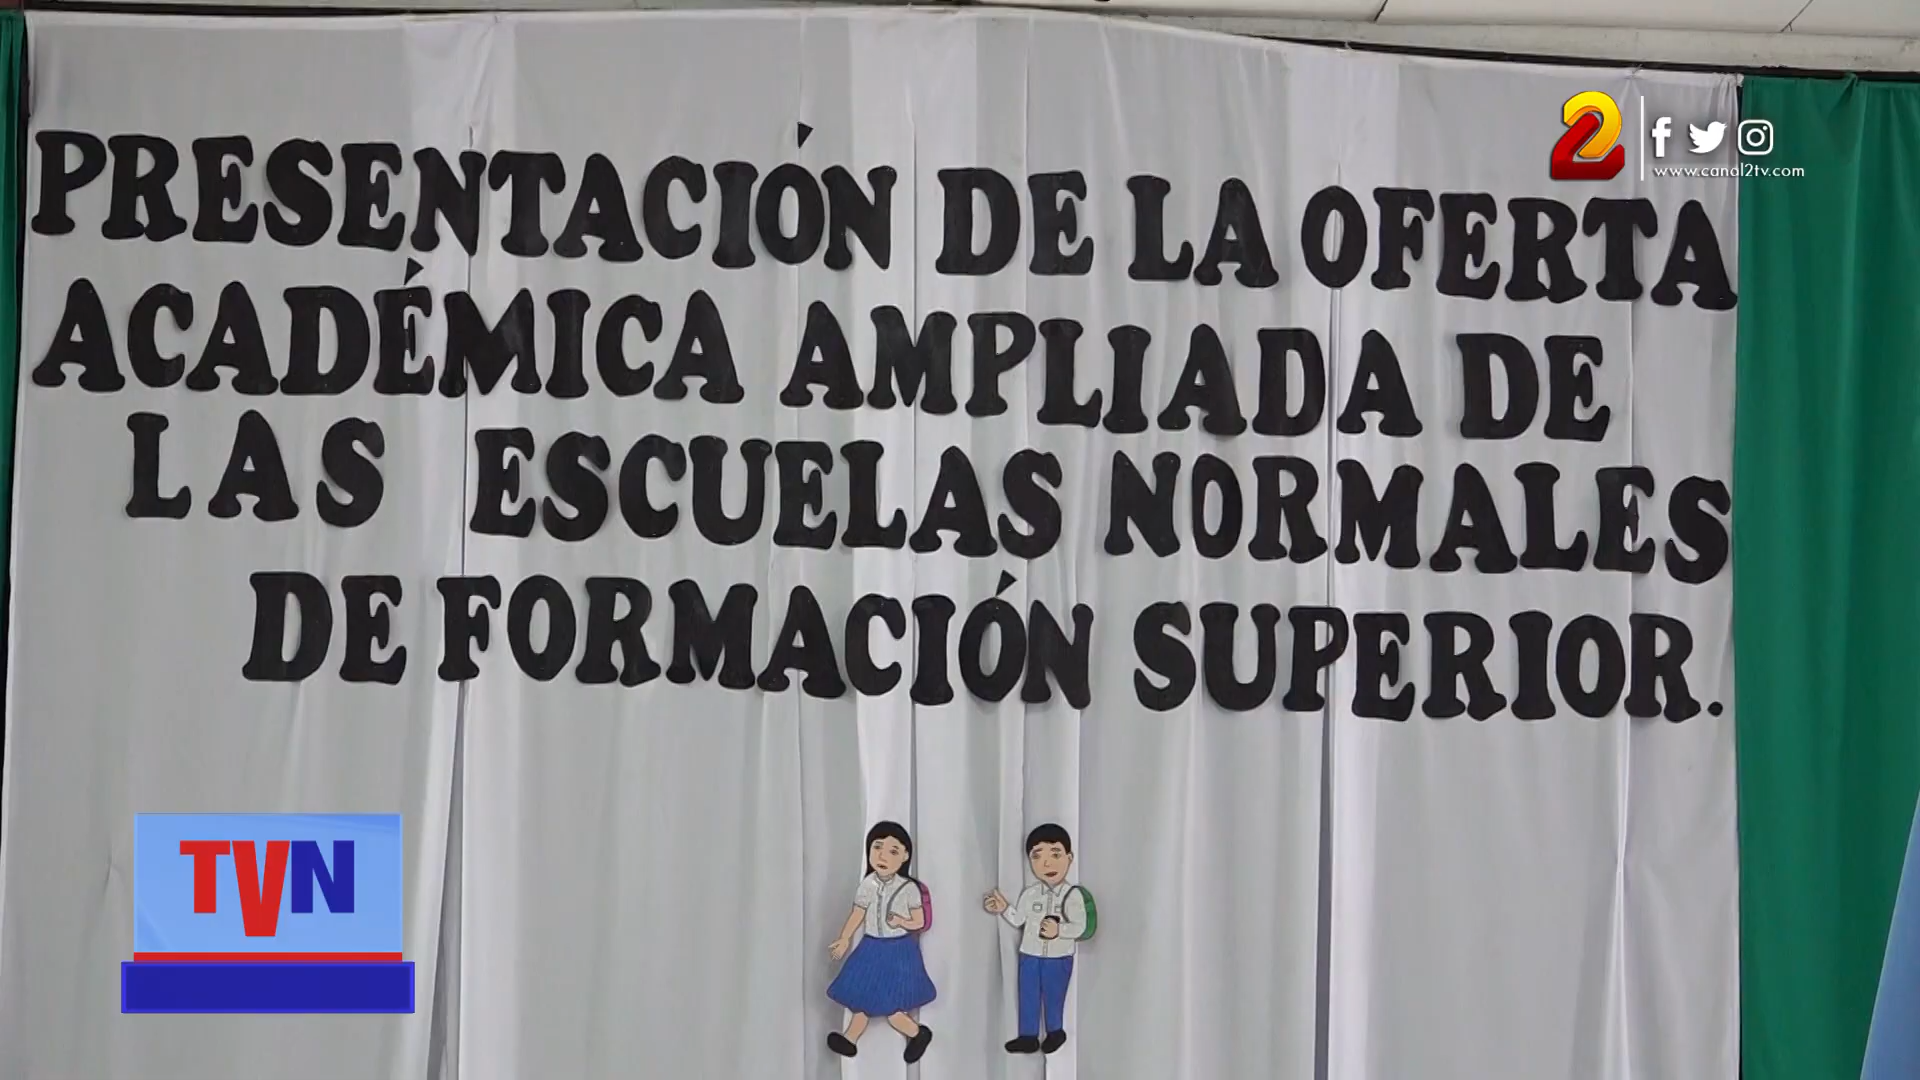 2
www.canal2tv.com
PRESENTACIÓN DE LA OFERTA
ACADÉMICA AMPLIADA DE
LAS ESCUELAS NORMALES
DE FORMACIÓN SUPERIOR.
TVN